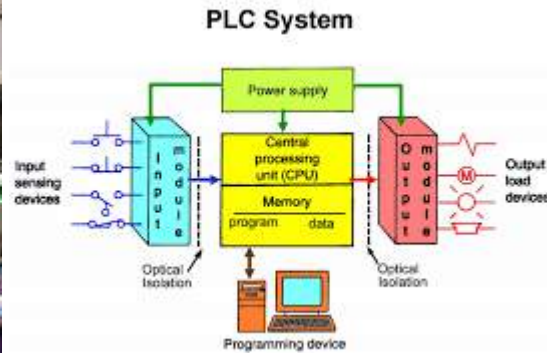 PLC System
Power supply
Input
sensing
devices
Input
module
Central
processing
unit (CPU)
Memory
program data
Output
module
Output
load
devices
M
Optical
Isolation
Optical
Isolation
Programming device